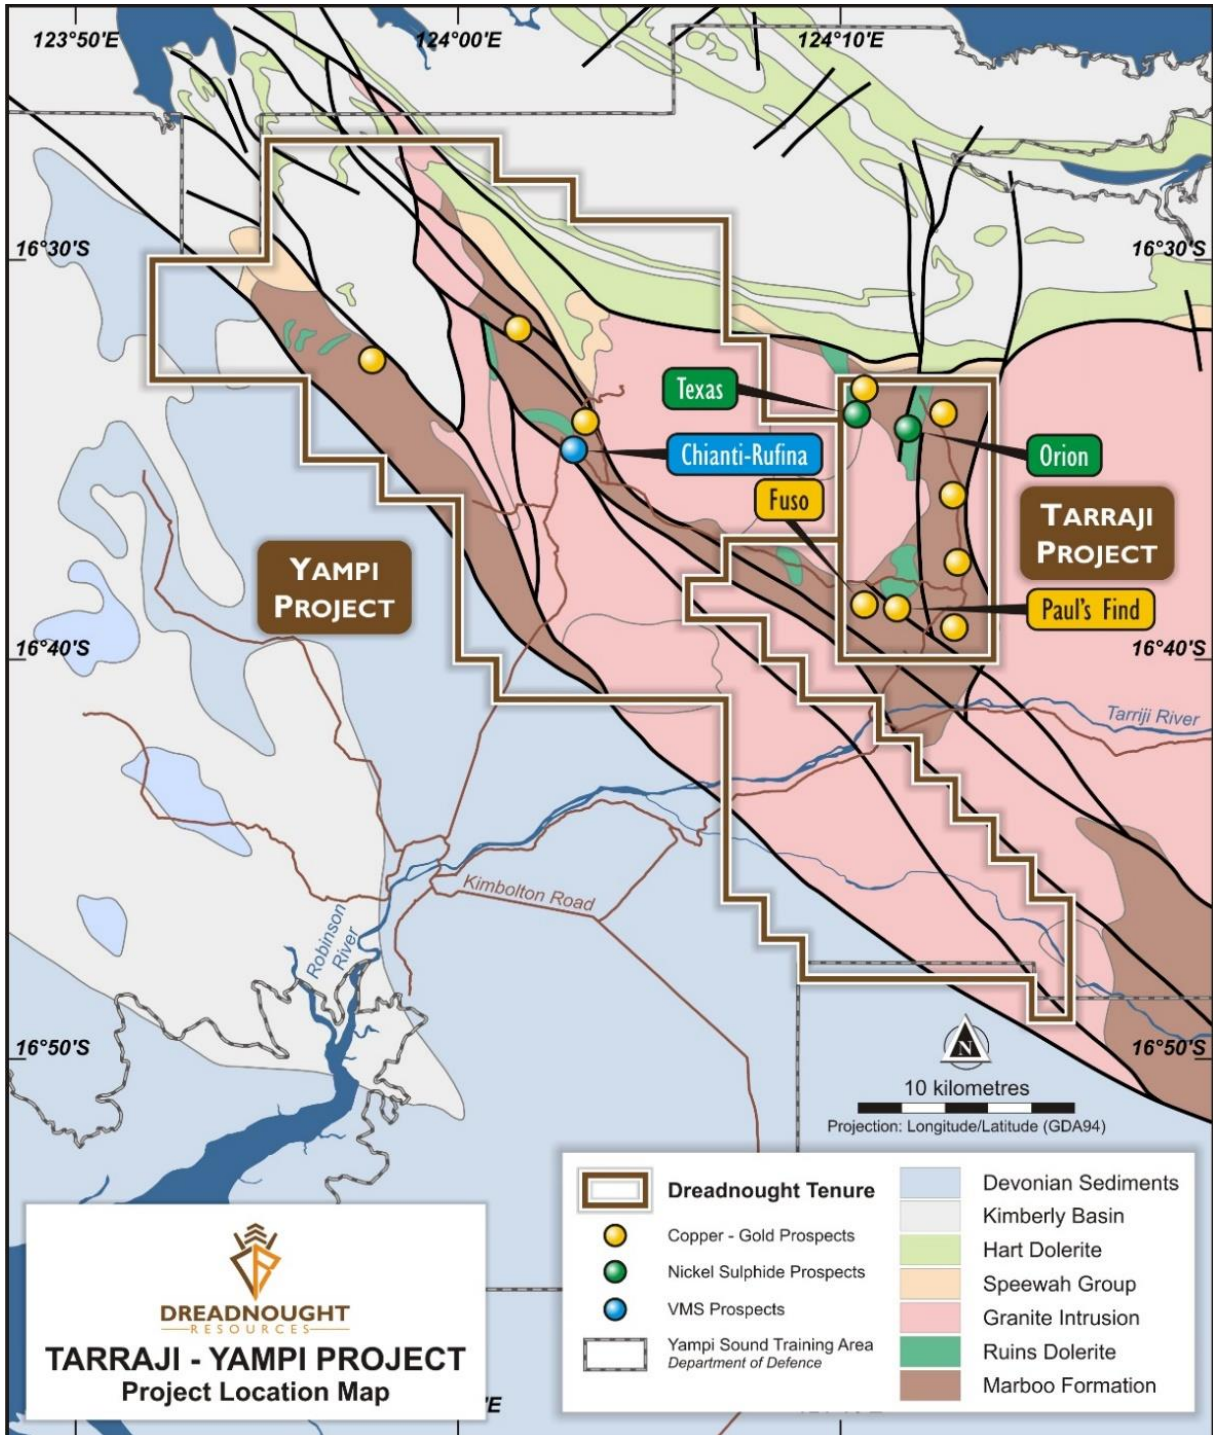 123°50'E
124°00'E
124°10'E
16°30'S
16°30'S
Texas
Chianti-Rufina
Orion
Fuso
TARRAJI
PROJECT
YAMPI
PROJECT
Paul's Find
16°40'S
16°40'S
Tarriji River
Kimbolton Road
Robinson
River
16°50'S
16°50'S
N
10 kilometres
Projection: Longitude/Latitude (GDA94)
Dreadnought Tenure
Copper - Gold Prospects
Nickel Sulphide Prospects
VMS Prospects
Yampi Sound Training Area
Department of Defence
Devonian Sediments
Kimberly Basin
Hart Dolerite
Speewah Group
Granite Intrusion
Ruins Dolerite
Marboo Formation
DREADNOUGHT
RESOURCES
TARRAJI - YAMPI PROJECT
Project Location Map